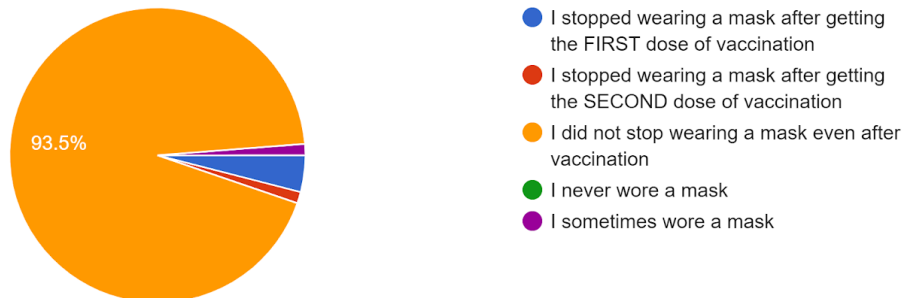 I stopped wearing a mask after getting
the FIRST dose of vaccination
I stopped wearing a mask after getting
the SECOND dose of vaccination
I did not stop wearing a mask even after
vaccination
I never wore a mask
I sometimes wore a mask
93.5%